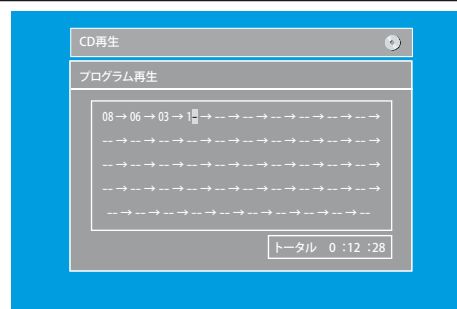 CD再生
プログラム再生
08 → 06 → 03 → 1- → -- → -- → -- → -- → -- → -- →
-- → -- → -- → -- → -- → -- → -- → -- → -- → -- →
-- → -- → -- → -- → -- → -- → -- → -- → -- → -- →
-- → -- → -- → -- → -- → -- → -- → -- → -- → -- →
-- → -- → -- → -- → -- → -- → -- → -- → -- → --
トータル 0 :12 :28